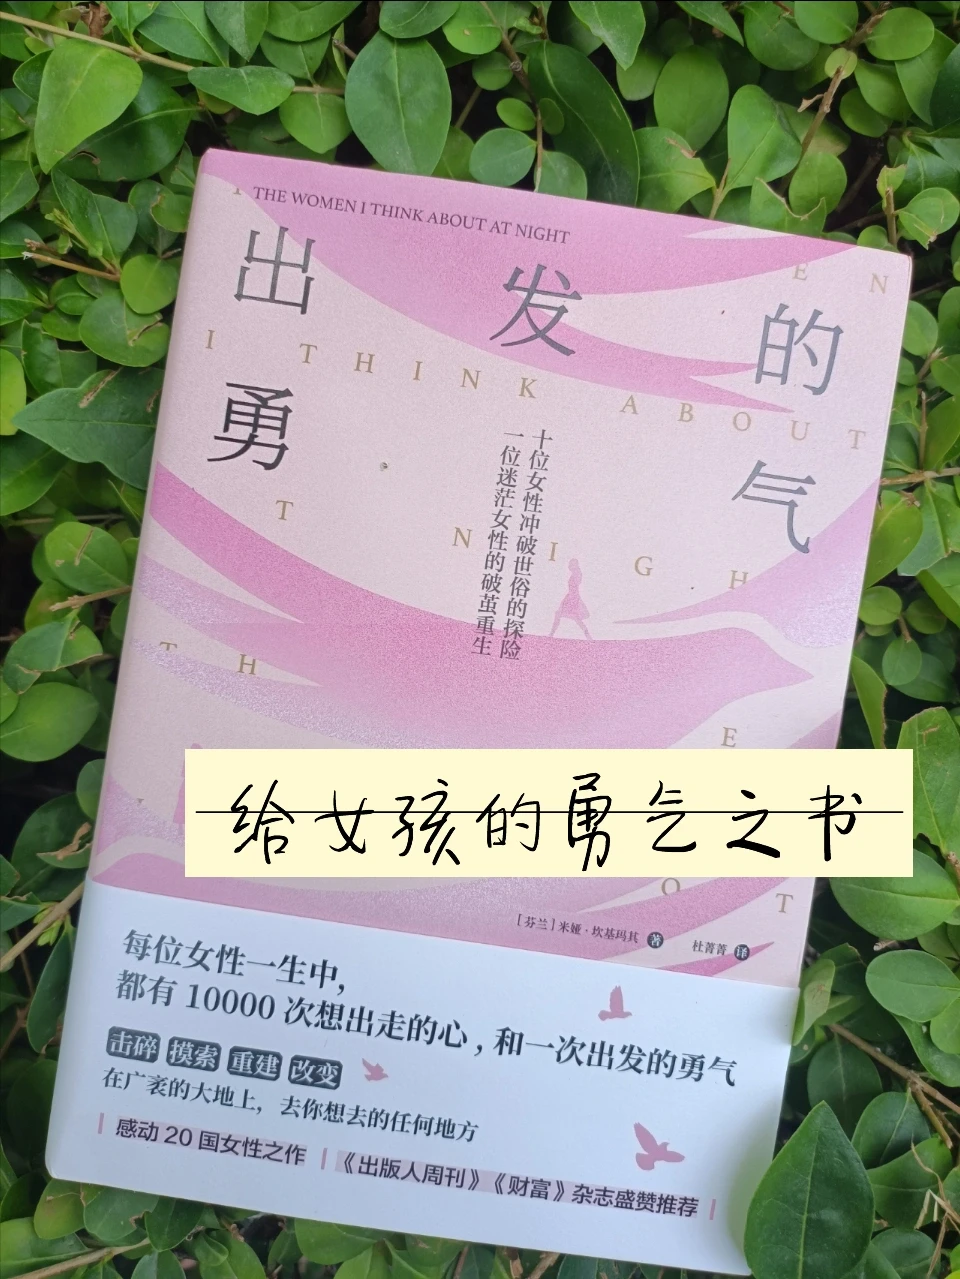 THE WOMEN I THINK ABOUT AT NIGHT
出发的
勇气
E N
I THINK ABOUT
T NIGH
十位女性冲破世俗的探险
一位迷茫女性的破茧重生
T H
E
给女孩的勇气之书
O T
[芬兰]米娅·坎基玛其 著 杜菁菁 译
每位女性一生中，
都有 10000 次想出走的心，和一次出发的勇气
击碎 摸索 重建 改变
在广袤的大地上，去你想去的任何地方
感动 20 国女性之作 |《出版人周刊》《财富》杂志盛赞推荐